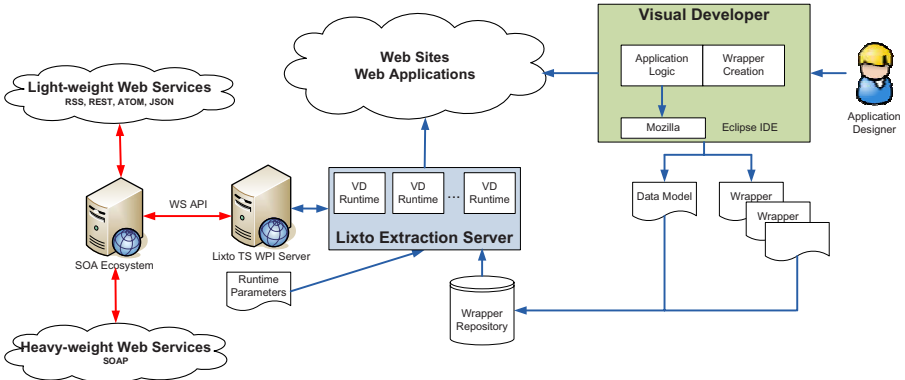 Visual Developer
Application
Logic
Wrapper
Creation
Mozilla
Eclipse IDE
Application
Designer
Web Sites
Web Applications
Light-weight Web Services
RSS, REST, ATOM, JSON
VD
Runtime
VD
Runtime
...
VD
Runtime
Lixto Extraction Server
WS API
SOA Ecosystem
Lixto TS WPI Server
Data Model
Wrapper
Wrapper
Runtime
Parameters
Wrapper
Repository
Heavy-weight Web Services
SOAP